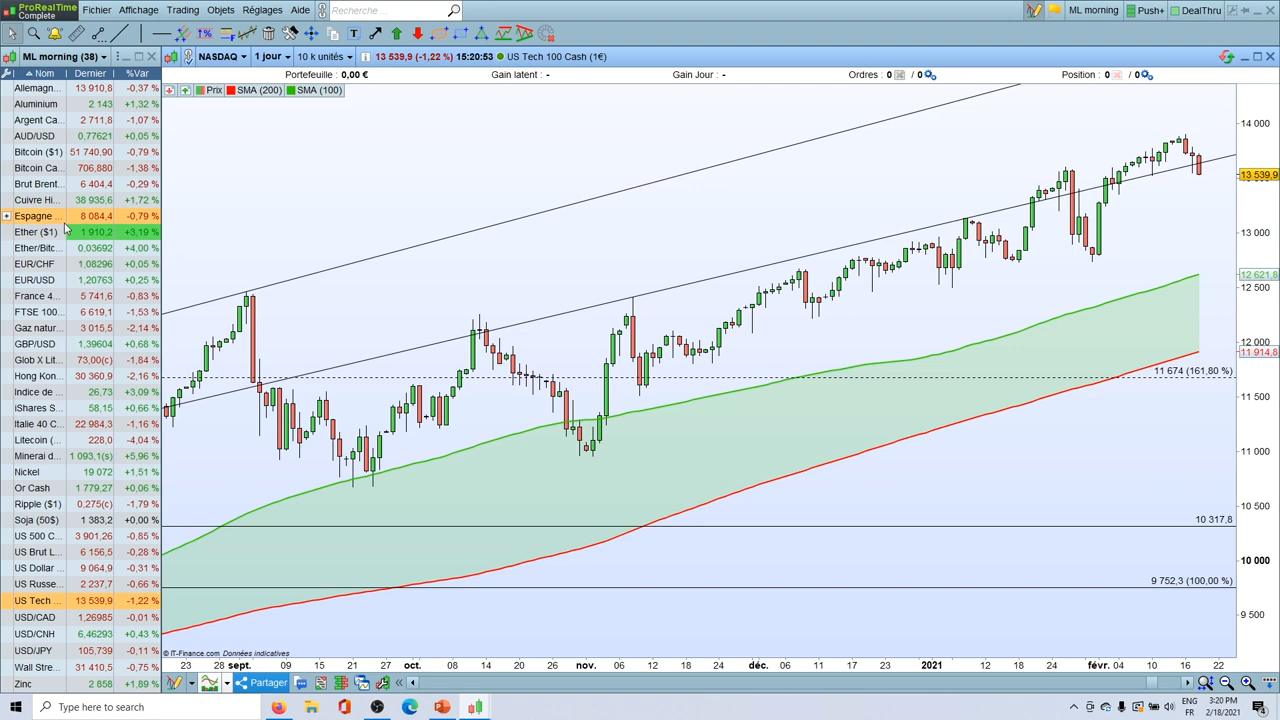 ProRealTime Complete Fichier Affichage Trading Objets Réglages Aide Recherche ... ML morning Push+ DealThru
ML morning (38) NASDAQ 1 jour 10 k unités 13 539,9 (-1,22 %) 15:20:53 US Tech 100 Cash (1€)
Nom Dernier %Var Portefeuille : 0,00 € Gain latent : - Gain Jour : - Ordres : 0 / 0 Position : 0 / 0
Prix SMA (200) SMA (100)
Allemagn... 13 910,8 -0,37 %
Aluminium 2 143 +1,32 %
Argent Ca... 2 711,8 -1,07 %
AUD/USD 0,77621 +0,05 %
Bitcoin ($1) 51 740,90 -0,79 %
Bitcoin Ca... 706,880 -1,38 %
Brut Brent... 6 404,4 -0,29 %
Cuivre Hi... 38 935,6 +1,72 %
Espagne ... 8 084,4 -0,79 %
Ether ($1) 1 910,2 +3,19 %
Ether/Bitc... 0,03692 +4,00 %
EUR/CHF 1,08296 +0,05 %
EUR/USD 1,20763 +0,25 %
France 4... 5 741,6 -0,83 %
FTSE 100... 6 619,1 -1,53 %
Gaz natur... 3 015,5 -2,14 %
GBP/USD 1,39604 +0,68 %
Glob X Lit... 73,00(c) -1,84 %
Hong Kon... 30 360,9 -2,16 %
Indice de ... 26,73 +3,09 %
iShares S... 58,15 +0,66 %
Italie 40 C... 22 984,3 -1,16 %
Litecoin (... 228,0 -4,04 %
Minerai d... 1 093,1(s) +5,96 %
Nickel 19 072 +1,51 %
Or Cash 1 779,27 +0,06 %
Ripple ($1) 0,275(c) -1,79 %
Soja (50$) 1 383,2 +0,00 %
US 500 C... 3 901,26 -0,85 %
US Brut L... 6 156,5 -0,28 %
US Dollar ... 9 064,9 -0,31 %
US Russe... 2 237,7 -0,66 %
US Tech ... 13 539,9 -1,22 %
USD/CAD 1,26985 -0,01 %
USD/CNH 6,46293 +0,43 %
USD/JPY 105,739 -0,11 %
Wall Stre... 31 410,5 -0,75 %
Zinc 2 858 +1,89 %
14 000
13 539,9
13 000
12 621,8
12 500
12 000
11 914,8
11 674 (161,80 %)
11 500
11 000
10 500
10 317,8
10 000
9 752,3 (100,00 %)
9 500
© IT-Finance.com Données indicatives
23 28 sept. 09 15 21 27 oct. 08 14 20 26 nov. 06 12 18 24 déc. 06 11 17 23 2021 12 18 24 févr. 04 10 16 22
Partager
Type here to search
ENG 3:20 PM
FR 2/18/2021
4